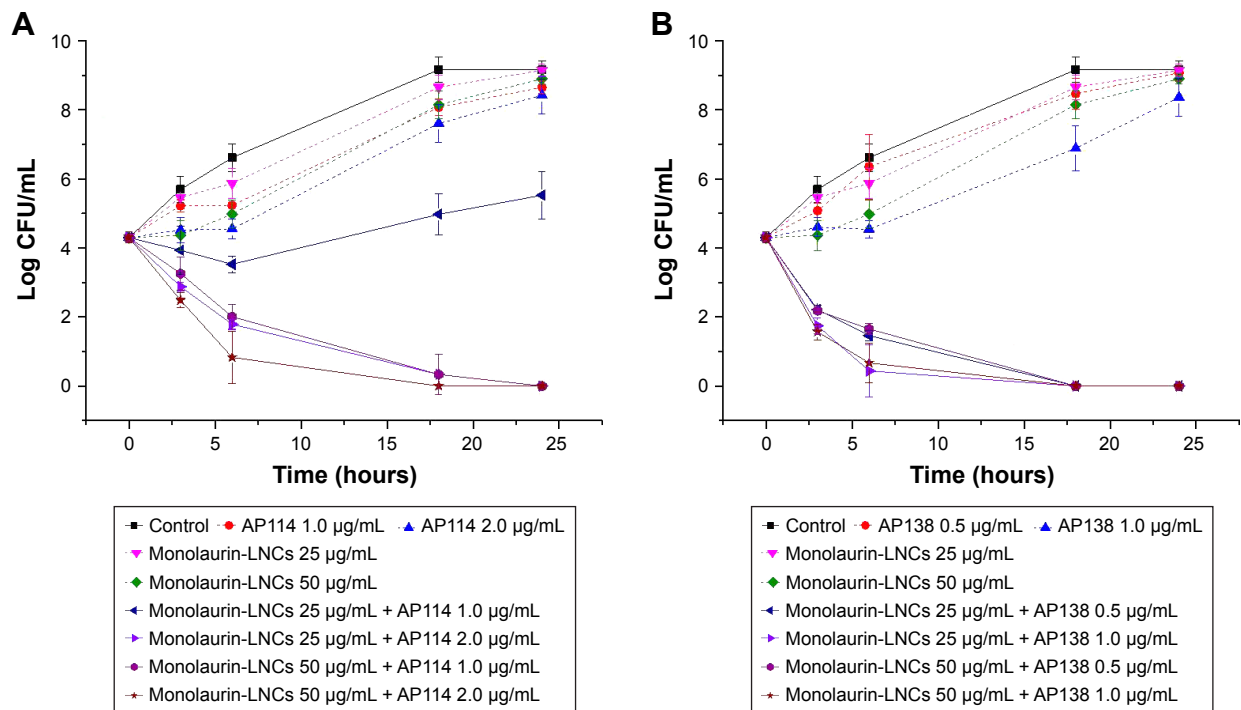 A
B
Log CFU/mL
10
8
6
4
2
0
0 5 10 15 20 25
Time (hours)
Log CFU/mL
10
8
6
4
2
0
0 5 10 15 20 25
Time (hours)
Control AP114 1.0 µg/mL AP114 2.0 µg/mL
Monolaurin-LNCs 25 µg/mL
Monolaurin-LNCs 50 µg/mL
Monolaurin-LNCs 25 µg/mL + AP114 1.0 µg/mL
Monolaurin-LNCs 25 µg/mL + AP114 2.0 µg/mL
Monolaurin-LNCs 50 µg/mL + AP114 1.0 µg/mL
Monolaurin-LNCs 50 µg/mL + AP114 2.0 µg/mL
Control AP138 0.5 µg/mL AP138 1.0 µg/mL
Monolaurin-LNCs 25 µg/mL
Monolaurin-LNCs 50 µg/mL
Monolaurin-LNCs 25 µg/mL + AP138 0.5 µg/mL
Monolaurin-LNCs 25 µg/mL + AP138 1.0 µg/mL
Monolaurin-LNCs 50 µg/mL + AP138 0.5 µg/mL
Monolaurin-LNCs 50 µg/mL + AP138 1.0 µg/mL